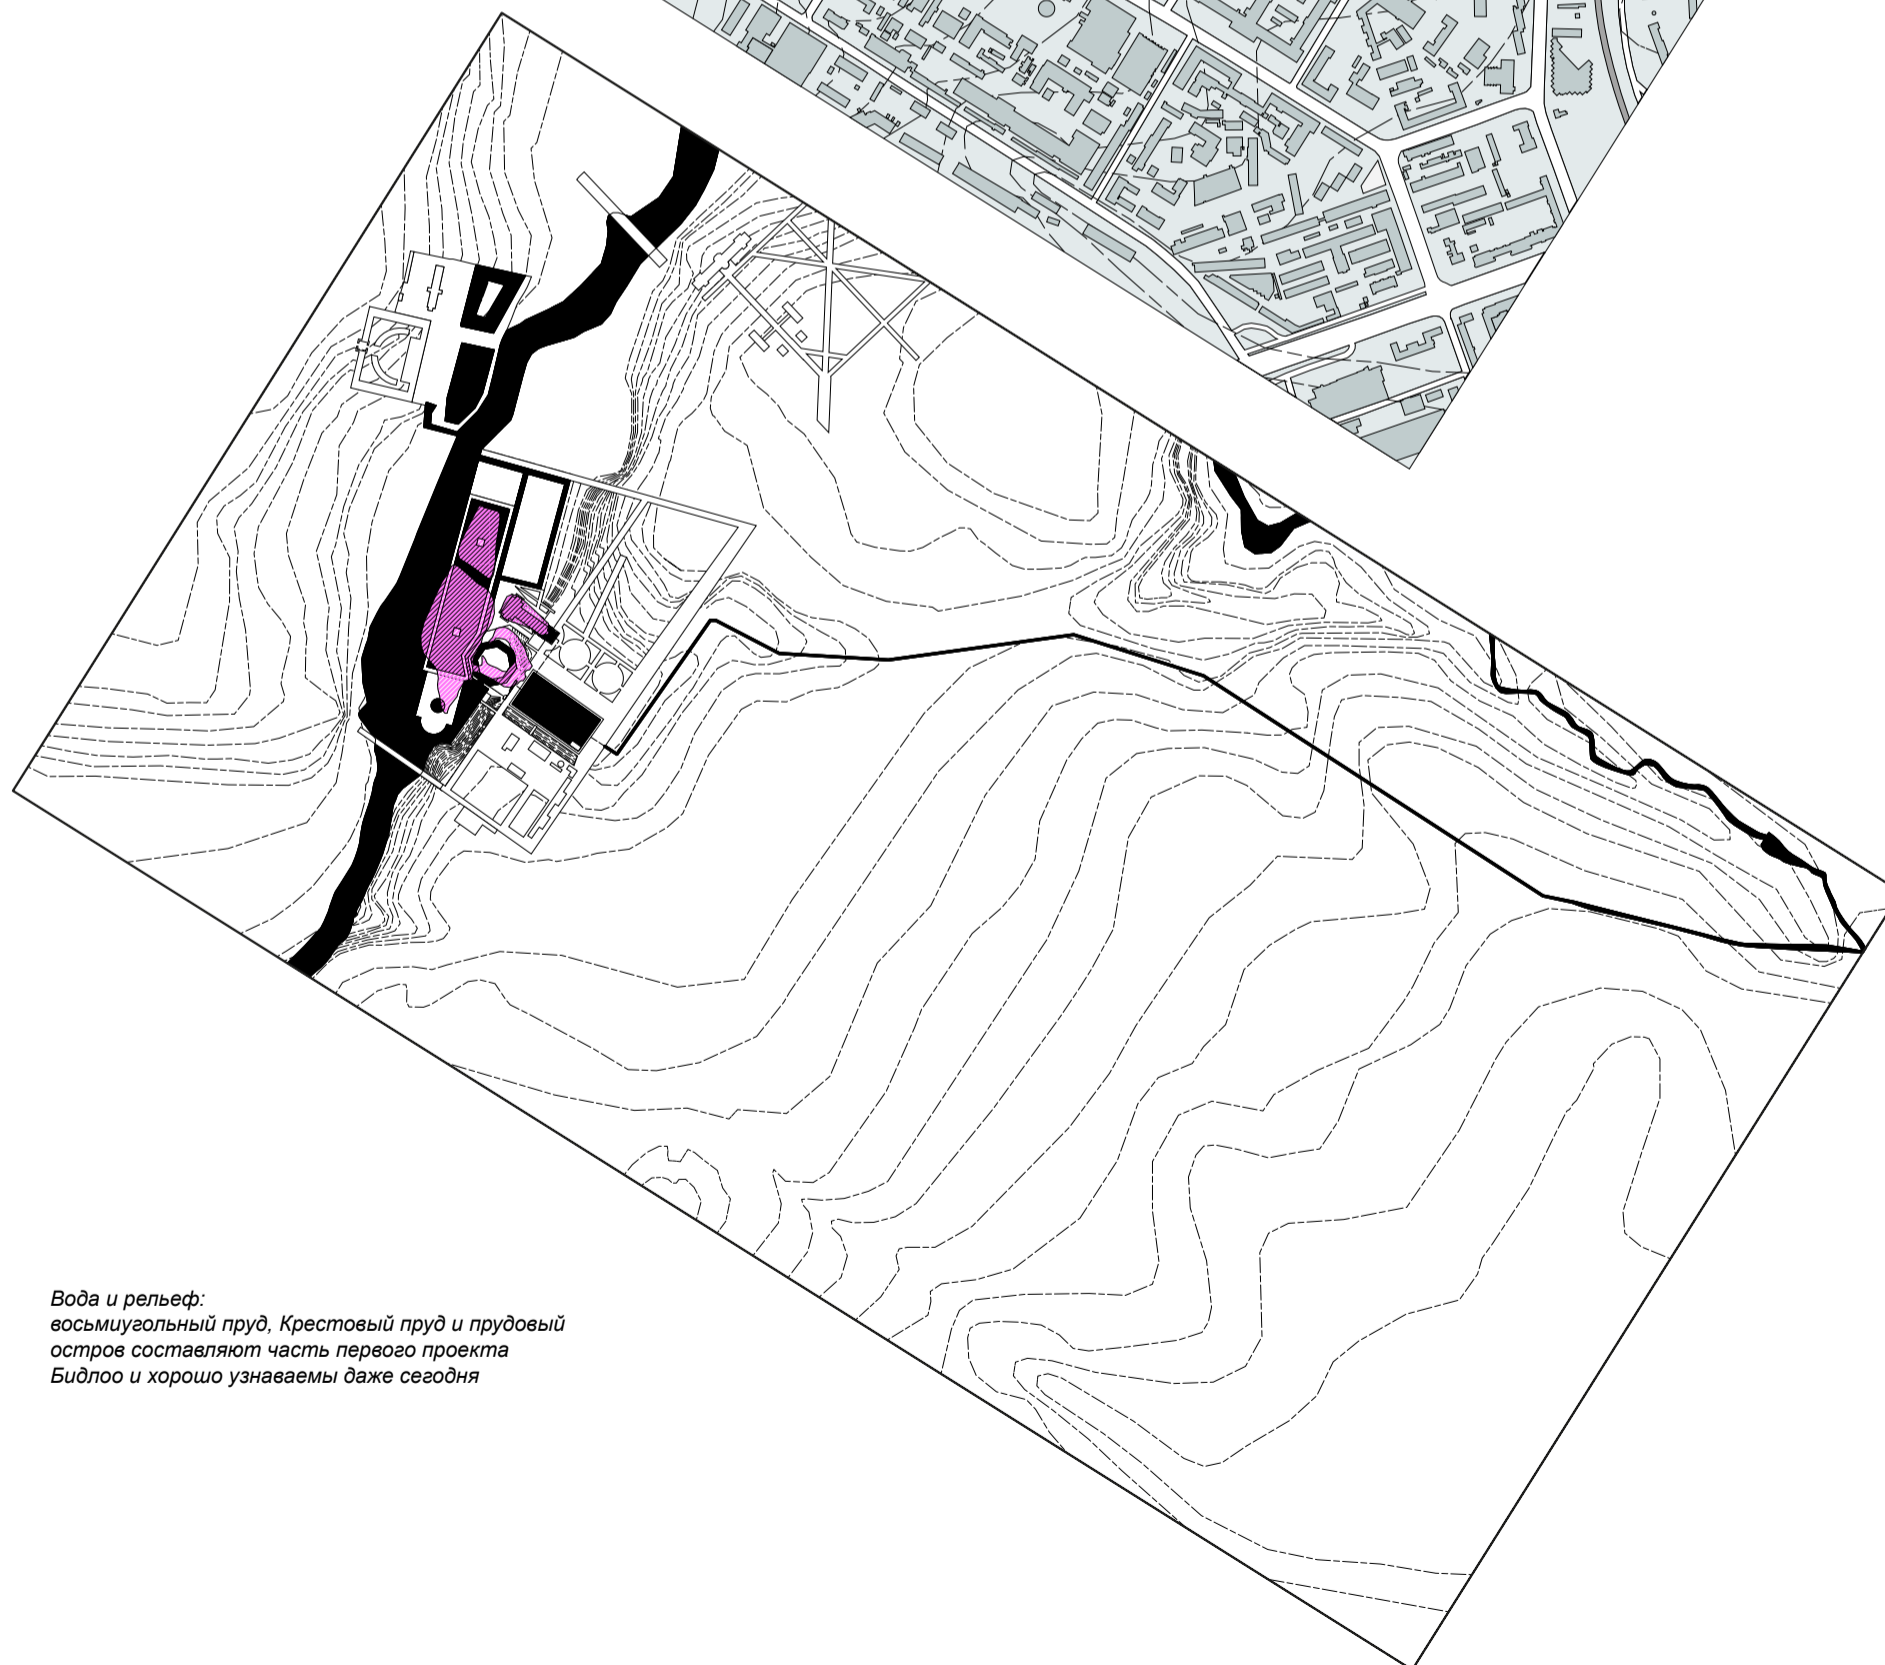 Вода и рельеф:
восьмиугольный пруд, Крестовый пруд и прудовый
остров составляют часть первого проекта
Бидлоо и хорошо узнаваемы даже сегодня